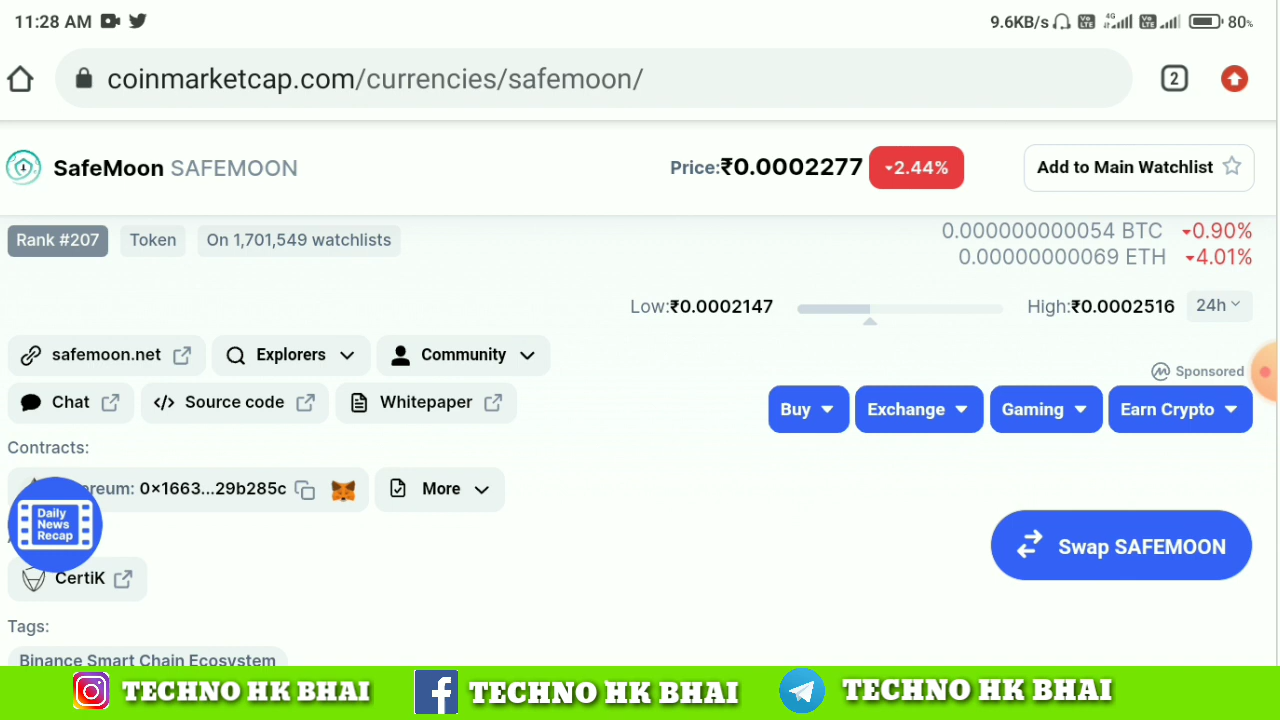 11:28 AM 9.6KB/s 4G 80%
coinmarketcap.com/currencies/safemoon/ 2
SafeMoon SAFEMOON Price:₹0.0002277 2.44% Add to Main Watchlist
Rank #207 Token On 1,701,549 watchlists 0.000000000054 BTC 0.90%
0.00000000069 ETH 4.01%
Low:₹0.0002147 High:₹0.0002516 24h
safemoon.net Explorers Community
Sponsored
Chat Source code Whitepaper Buy Exchange Gaming Earn Crypto
Contracts:
0x1663...29b285c More
Daily
News
Recap
Swap SAFEMOON
CertiK
Tags:
Binance Smart Chain Ecosystem
TECHNO HK BHAI TECHNO HK BHAI TECHNO HK BHAI